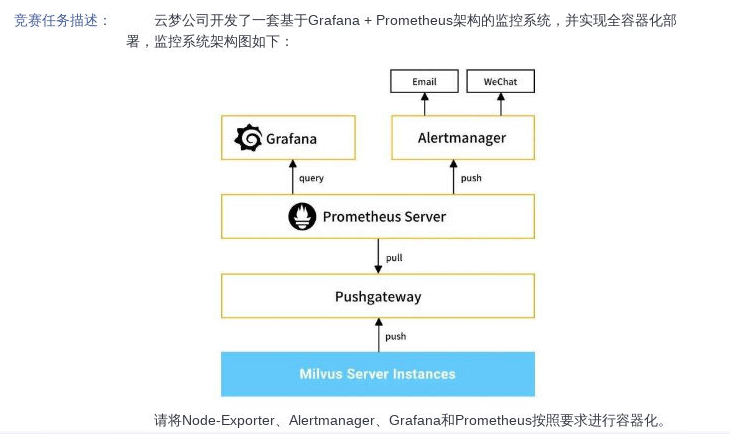 竞赛任务描述：
云梦公司开发了一套基于Grafana + Prometheus架构的监控系统，并实现全容器化部
署，监控系统架构图如下：
Email
WeChat
Grafana
Alertmanager
query
push
Prometheus Server
pull
Pushgateway
push
Milvus Server Instances
请将Node-Exporter、Alertmanager、Grafana和Prometheus按照要求进行容器化。